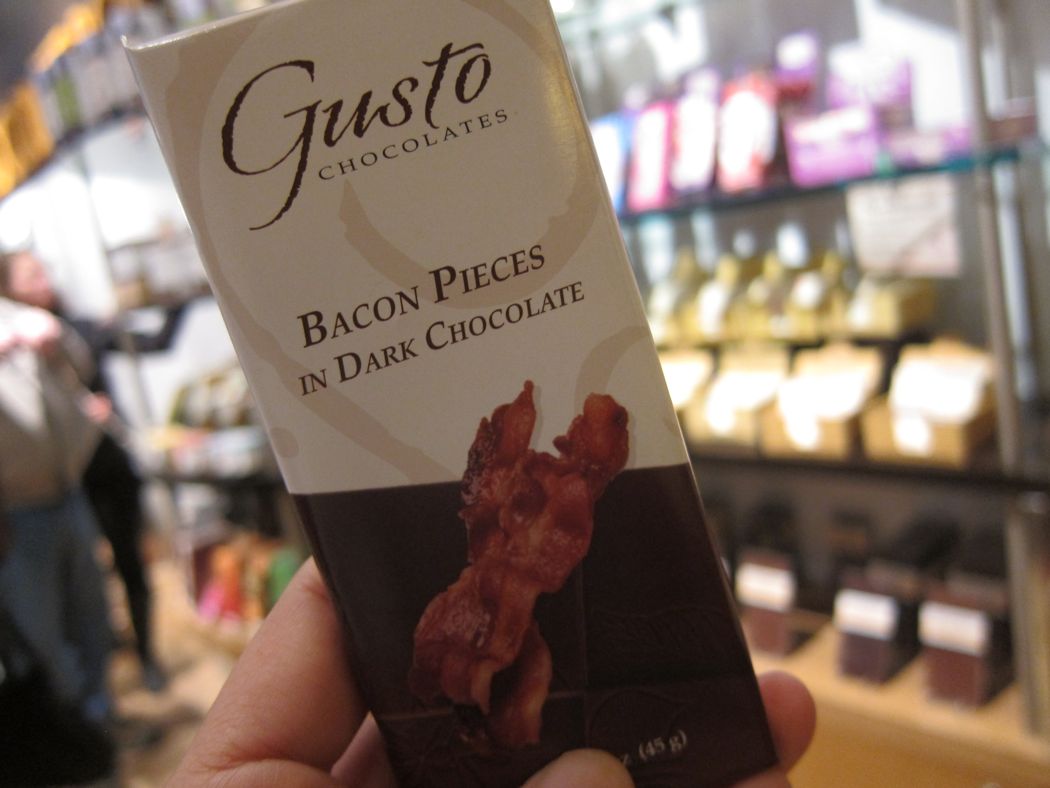 Gusto
CHOCOLATES
BACON PIECES
IN DARK CHOCOLATE
z. (45 g)